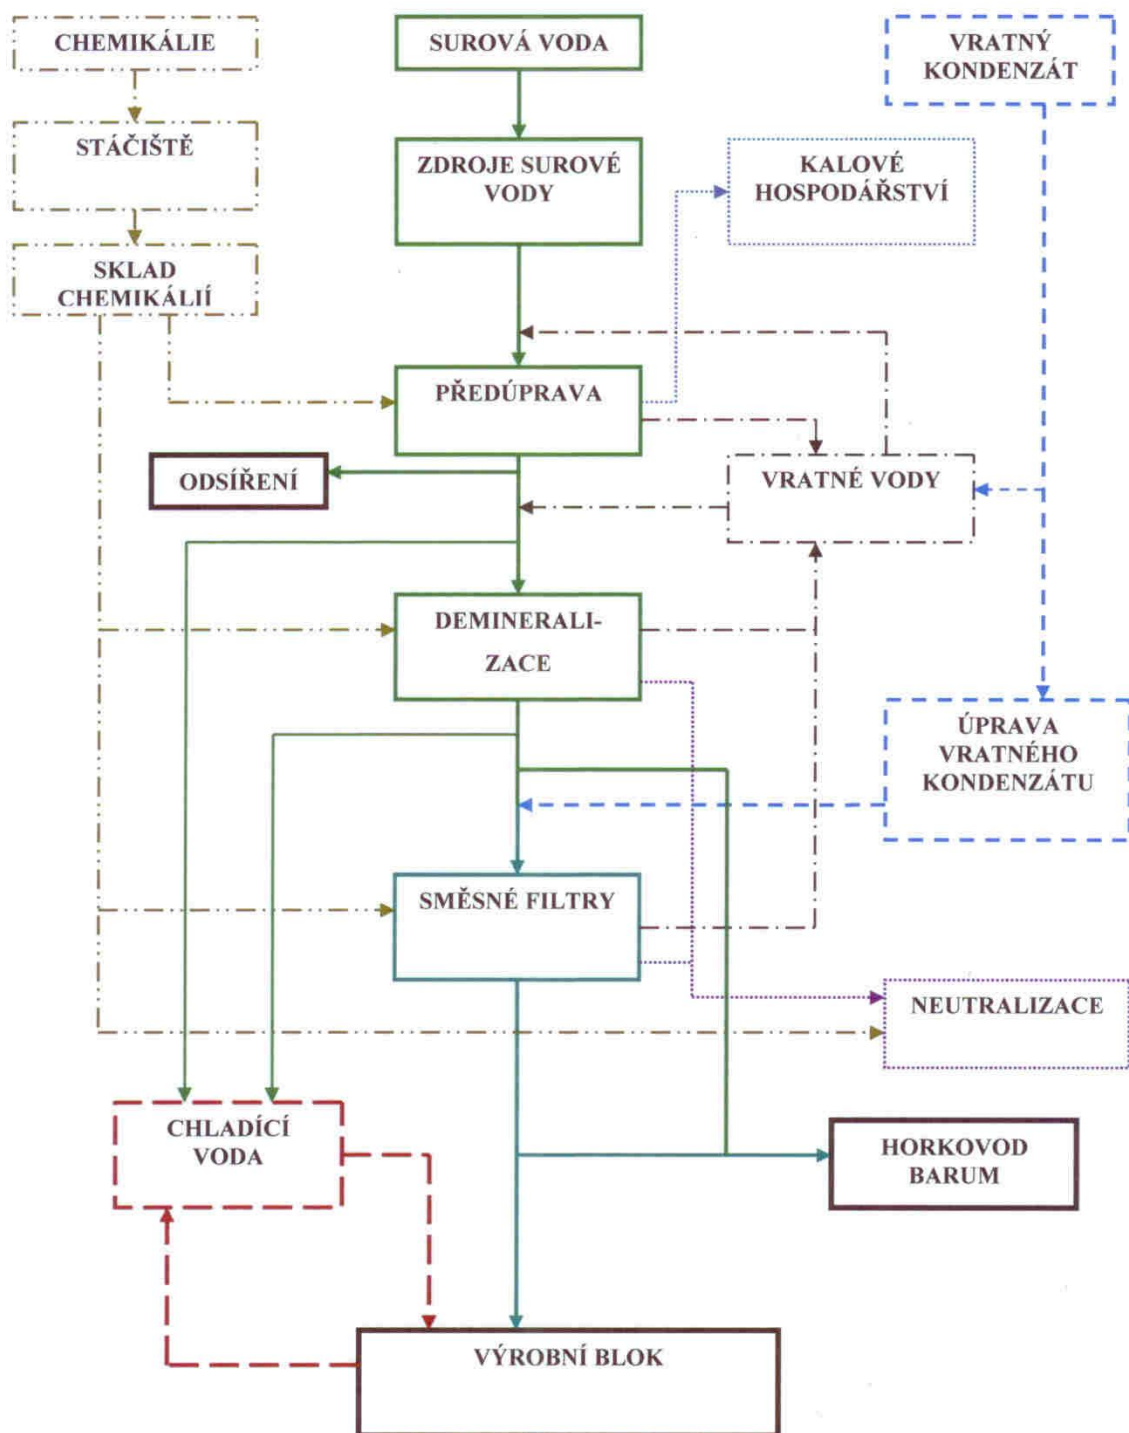 CHEMIKÁLIE
SUROVÁ VODA
VRATNÝ
KONDENZÁT
STÁČIŠTĚ
ZDROJE SUROVÉ
VODY
KALOVÉ
HOSPODÁŘSTVÍ
SKLAD
CHEMIKÁLIÍ
PŘEDÚPRAVA
ODSÍŘENÍ
VRATNÉ VODY
DEMINERALI-
ZACE
ÚPRAVA
VRATNÉHO
KONDENZÁTU
SMĚSNÉ FILTRY
NEUTRALIZACE
CHLADÍCÍ
VODA
HORKOVOD
BARUM
VÝROBNÍ BLOK